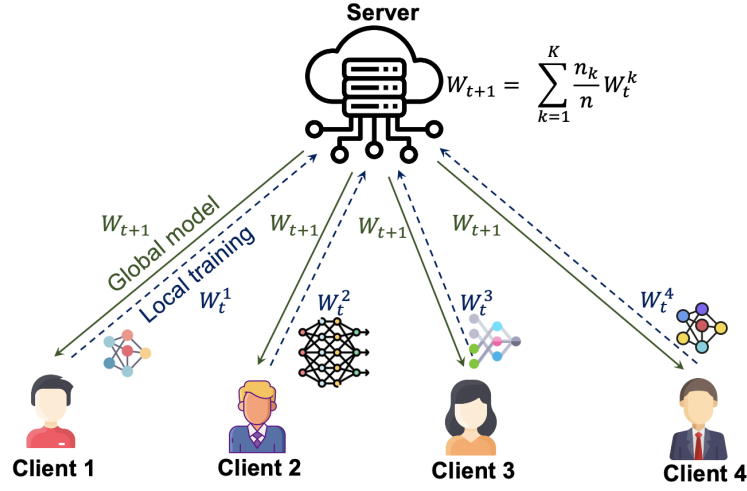 Server
W_{t+1} = \sum_{k=1}^{K} \frac{n_k}{n} W_t^k
W_{t+1}
Global model
Local training
W_{t+1}
W_{t+1}
W_{t+1}
W_t^1
W_t^2
W_t^3
W_t^4
Client 1
Client 2
Client 3
Client 4